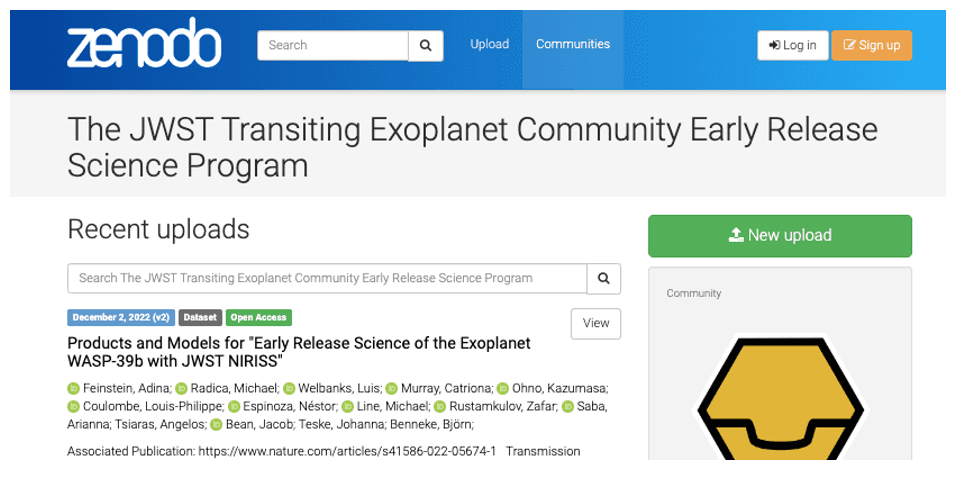 zenodo
Search
Upload
Communities
Log in
Sign up
The JWST Transiting Exoplanet Community Early Release
Science Program
Recent uploads
New upload
Search The JWST Transiting Exoplanet Community Early Release Science Program
Community
December 2, 2022 (v2) Dataset Open Access
View
Products and Models for "Early Release Science of the Exoplanet
WASP-39b with JWST NIRISS"
Feinstein, Adina; Radica, Michael; Welbanks, Luis; Murray, Catriona; Ohno, Kazumasa;
Coulombe, Louis-Philippe; Espinoza, Néstor; Line, Michael; Rustamkulov, Zafar; Saba,
Arianna; Tsiaras, Angelos; Bean, Jacob; Teske, Johanna; Benneke, Björn;
Associated Publication: https://www.nature.com/articles/s41586-022-05674-1 Transmission